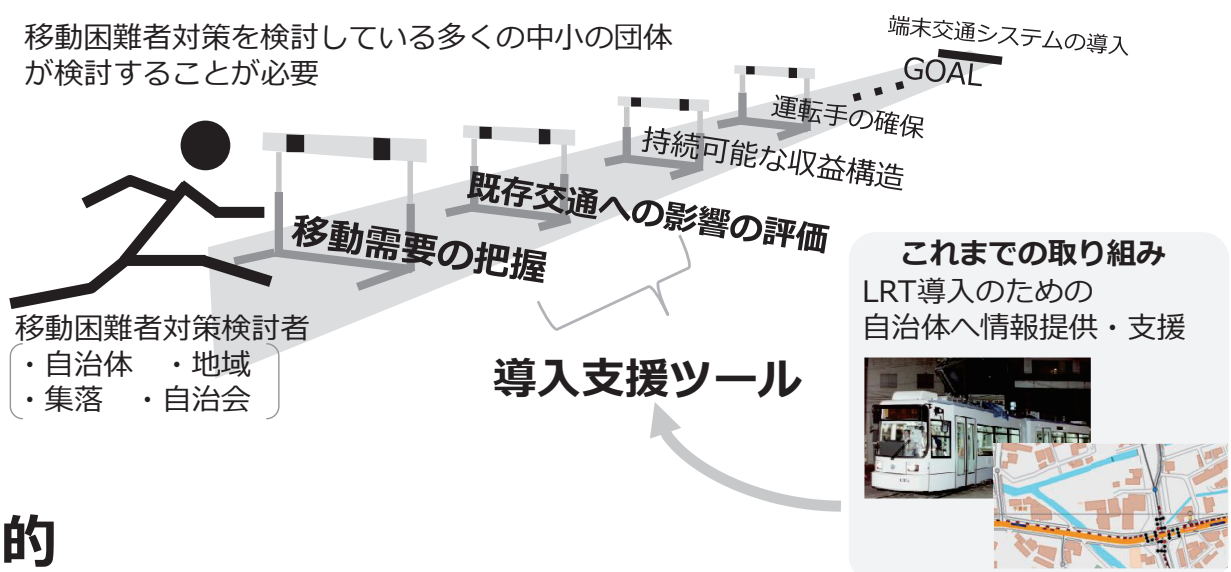 移動困難者対策を検討している多くの中小の団体
が検討することが必要
端末交通システムの導入
GOAL
運転手の確保
持続可能な収益構造
既存交通への影響の評価
移動需要の把握
移動困難者対策検討者
・自治体 ・地域
・集落 ・自治会
導入支援ツール
これまでの取り組み
LRT導入のための
自治体へ情報提供・支援
的